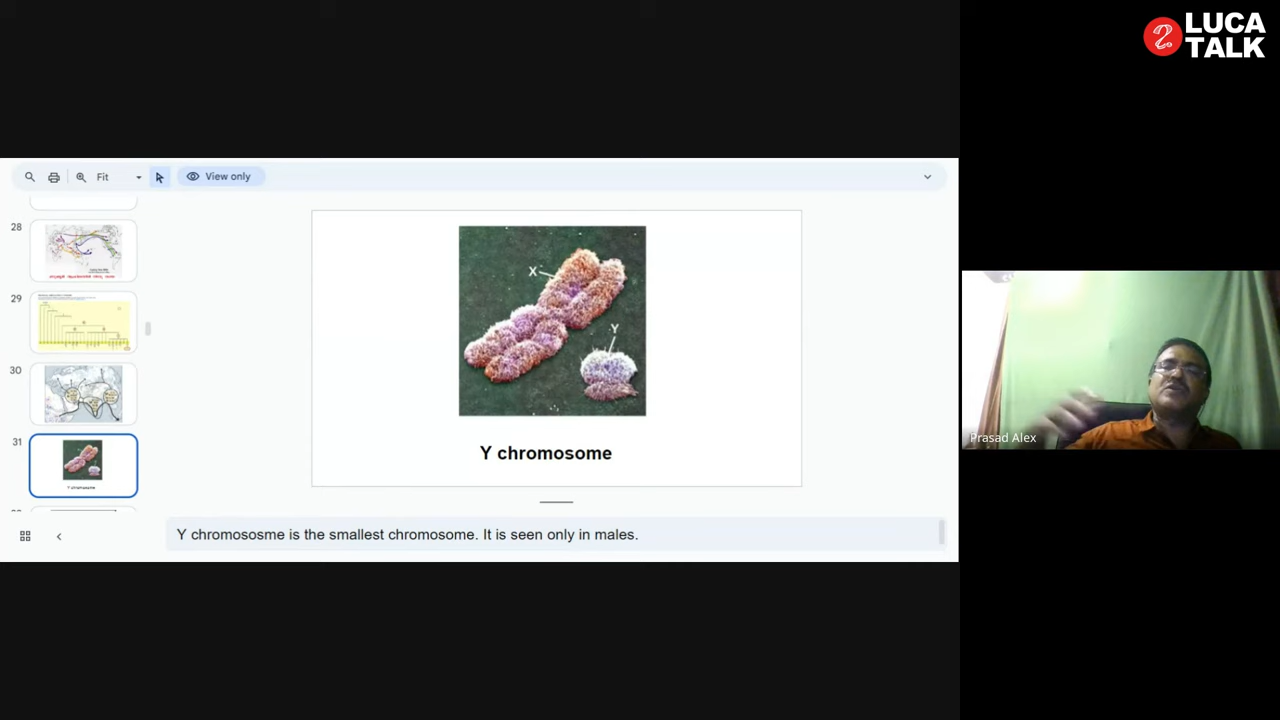 LUCA
TALK
Fit
View only
28
29
30
31
X
Y
Y chromosome
Y chromosome
Y chromososme is the smallest chromosome. It is seen only in males.
Prasad Alex